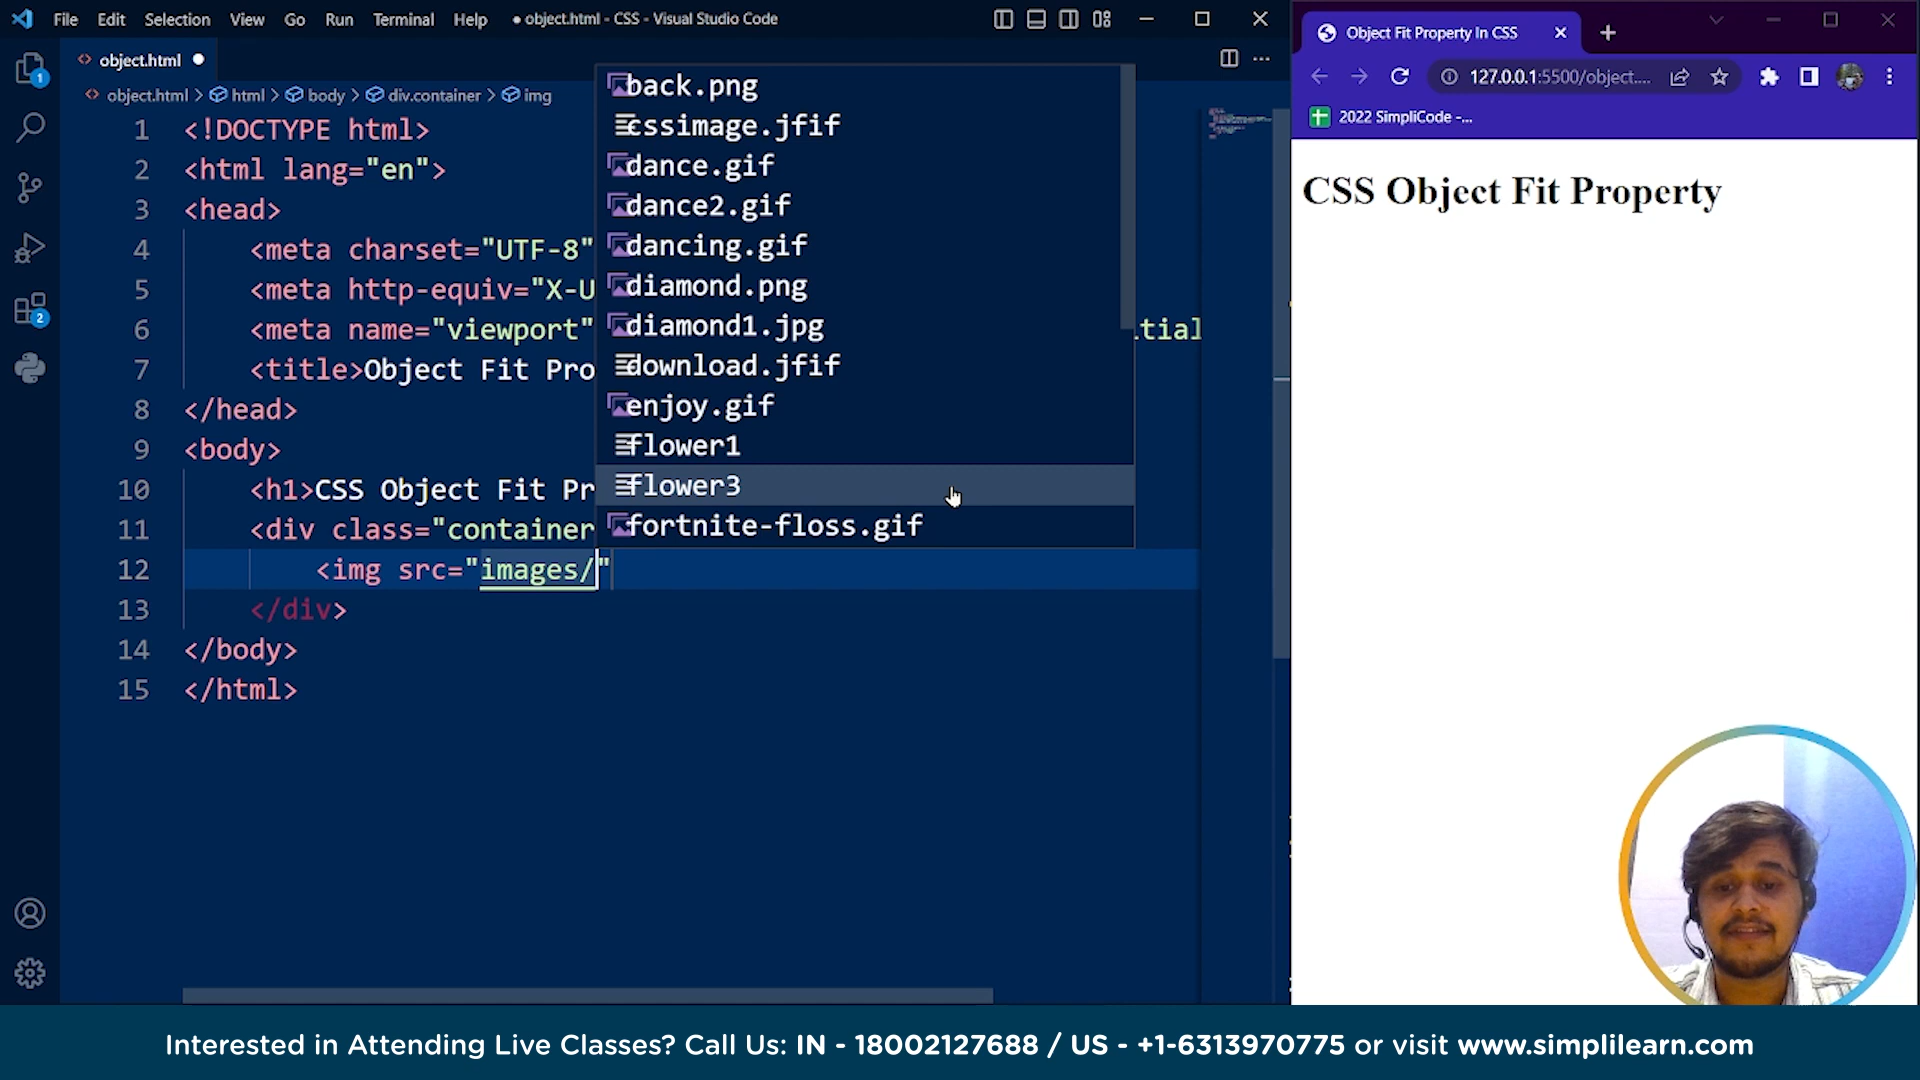 File Edit Selection View Go Run Terminal Help ● object.html - CSS - Visual Studio Code
object.html
object.html > html > body > div.container > img
1 <!DOCTYPE html>
2 <html lang="en">
3 <head>
4 <meta charset="UTF-8"
5 <meta http-equiv="X-U
6 <meta name="viewport" tial
7 <title>Object Fit Pro
8 </head>
9 <body>
10 <h1>CSS Object Fit Pr
11 <div class="container
12 <img src="images/"
13 </div>
14 </body>
15 </html>
back.png
cssimage.jfif
dance.gif
dance2.gif
dancing.gif
diamond.png
diamond1.jpg
download.jfif
enjoy.gif
flower1
flower3
fortnite-floss.gif
1
2
Object Fit Property In CSS
127.0.0.1:5500/object....
2022 SimpliCode -...
CSS Object Fit Property
Interested in Attending Live Classes? Call Us: IN - 18002127688 / US - +1-6313970775 or visit www.simplilearn.com